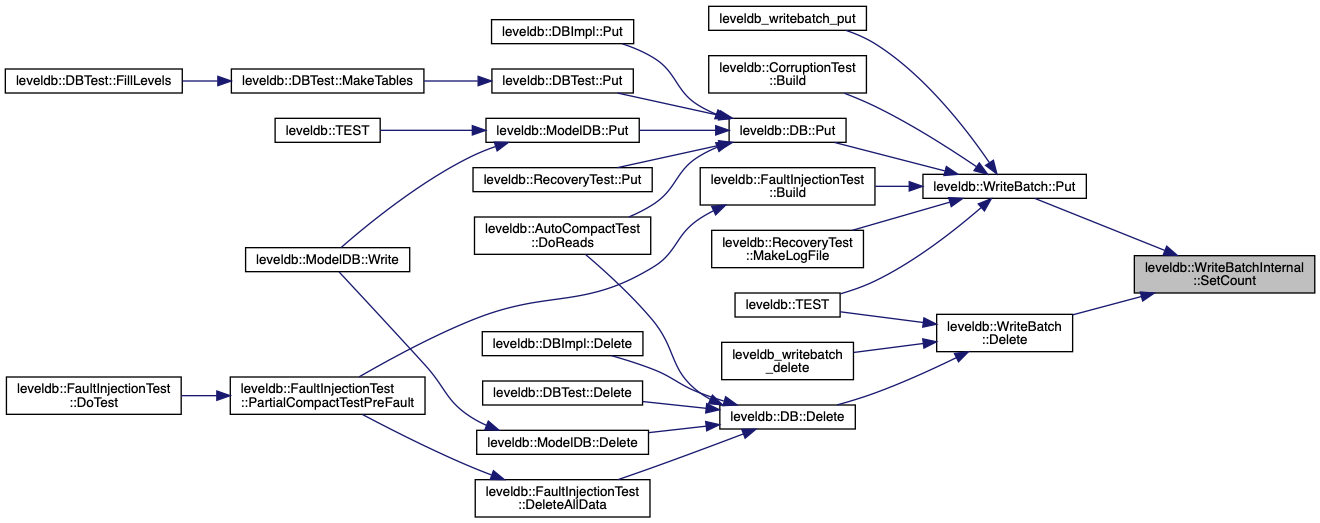 leveldb_writebatch_put
leveldb::DBImpl::Put
leveldb::CorruptionTest
::Build
leveldb::DBTest::FillLevels
leveldb::DBTest::MakeTables
leveldb::DBTest::Put
leveldb::TEST
leveldb::ModelDB::Put
leveldb::DB::Put
leveldb::RecoveryTest::Put
leveldb::FaultInjectionTest
::Build
leveldb::WriteBatch::Put
leveldb::AutoCompactTest
::DoReads
leveldb::RecoveryTest
::MakeLogFile
leveldb::ModelDB::Write
leveldb::WriteBatchInternal
::SetCount
leveldb::TEST
leveldb::WriteBatch
::Delete
leveldb::DBImpl::Delete
leveldb_writebatch
_delete
leveldb::FaultInjectionTest
::DoTest
leveldb::FaultInjectionTest
::PartialCompactTestPreFault
leveldb::DBTest::Delete
leveldb::DB::Delete
leveldb::ModelDB::Delete
leveldb::FaultInjectionTest
::DeleteAllData